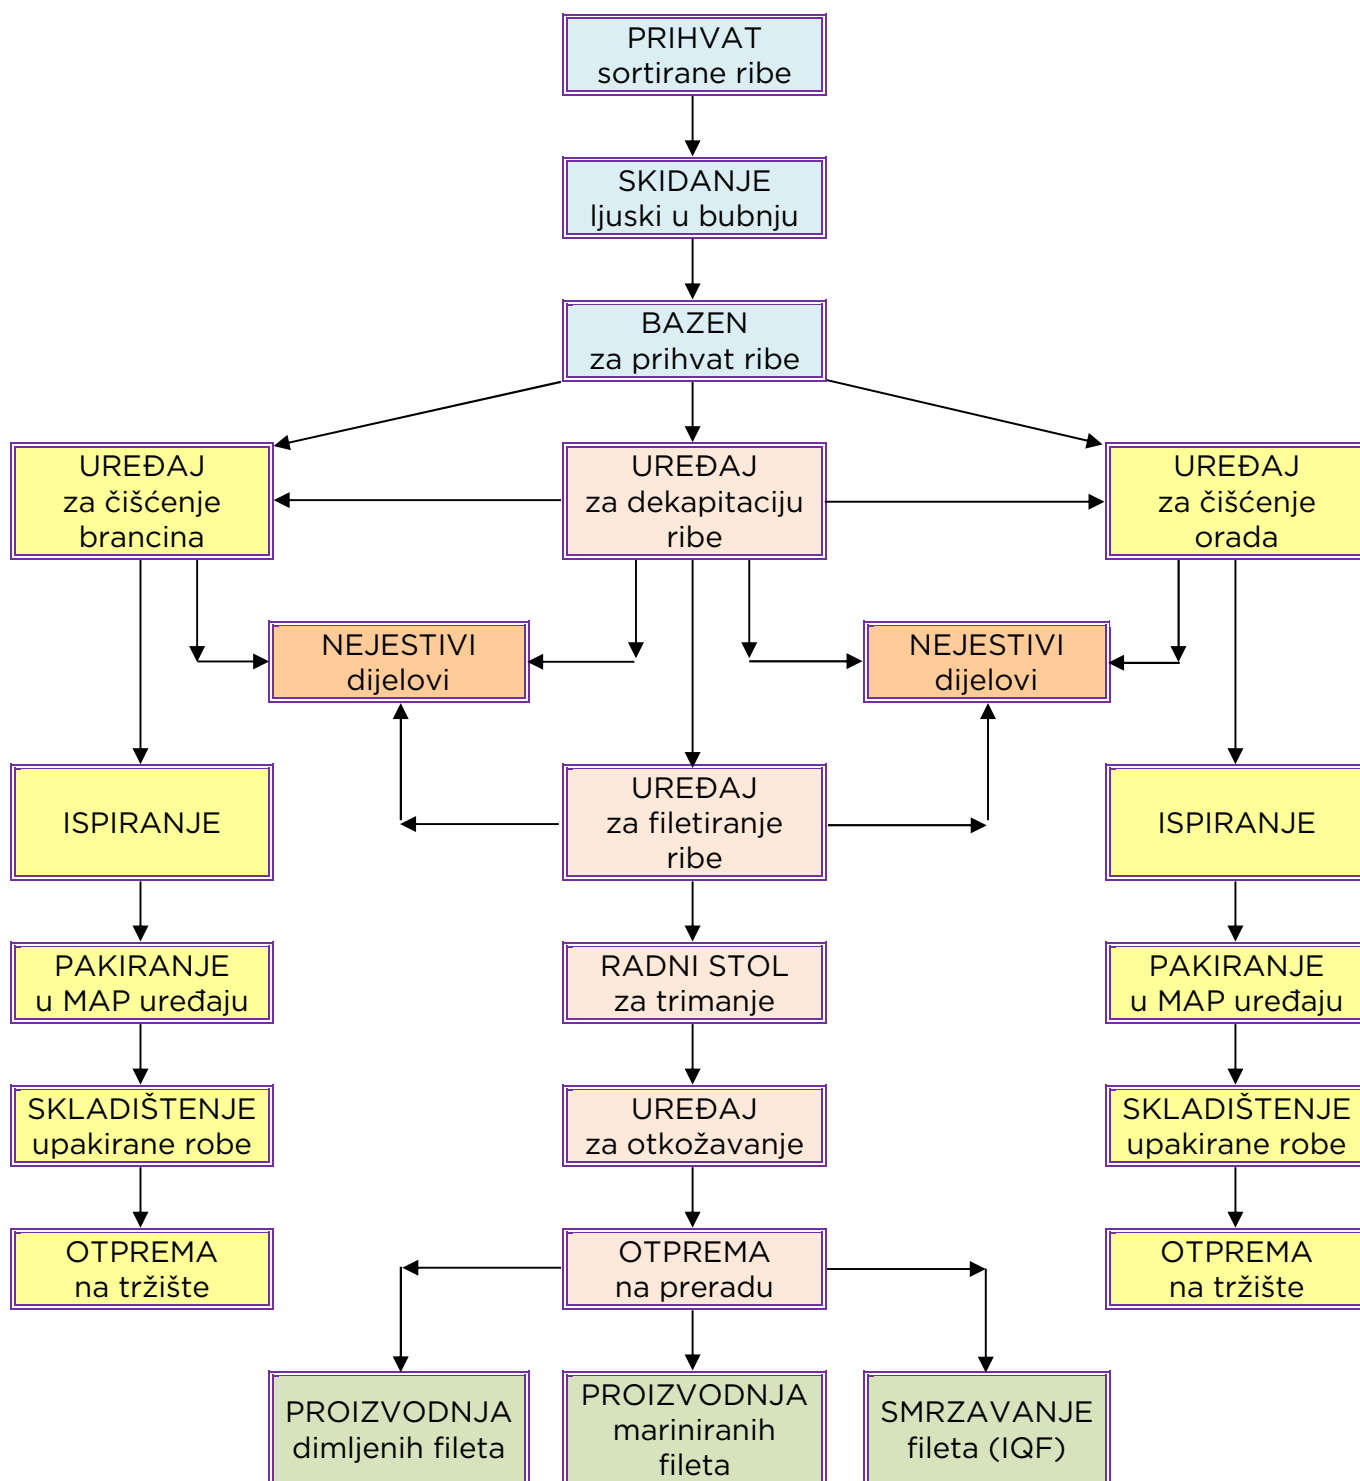 PRIHVAT
sortirane ribe
SKIDANJE
ljuski u bubnju
BAZEN
za prihvat ribe
UREĐAJ
za čišćenje
brancina
UREĐAJ
za dekapitaciju
ribe
UREĐAJ
za čišćenje
orada
NEJESTIVI
dijelovi
NEJESTIVI
dijelovi
ISPIRANJE
UREĐAJ
za filetiranje
ribe
ISPIRANJE
PAKIRANJE
u MAP uređaju
RADNI STOL
za trimanje
PAKIRANJE
u MAP uređaju
SKLADIŠTENJE
upakirane robe
UREĐAJ
za otkožavanje
SKLADIŠTENJE
upakirane robe
OTPREMA
na tržište
OTPREMA
na preradu
OTPREMA
na tržište
PROIZVODNJA
dimljenih fileta
PROIZVODNJA
mariniranih
fileta
SMRZAVANJE
fileta (IQF)